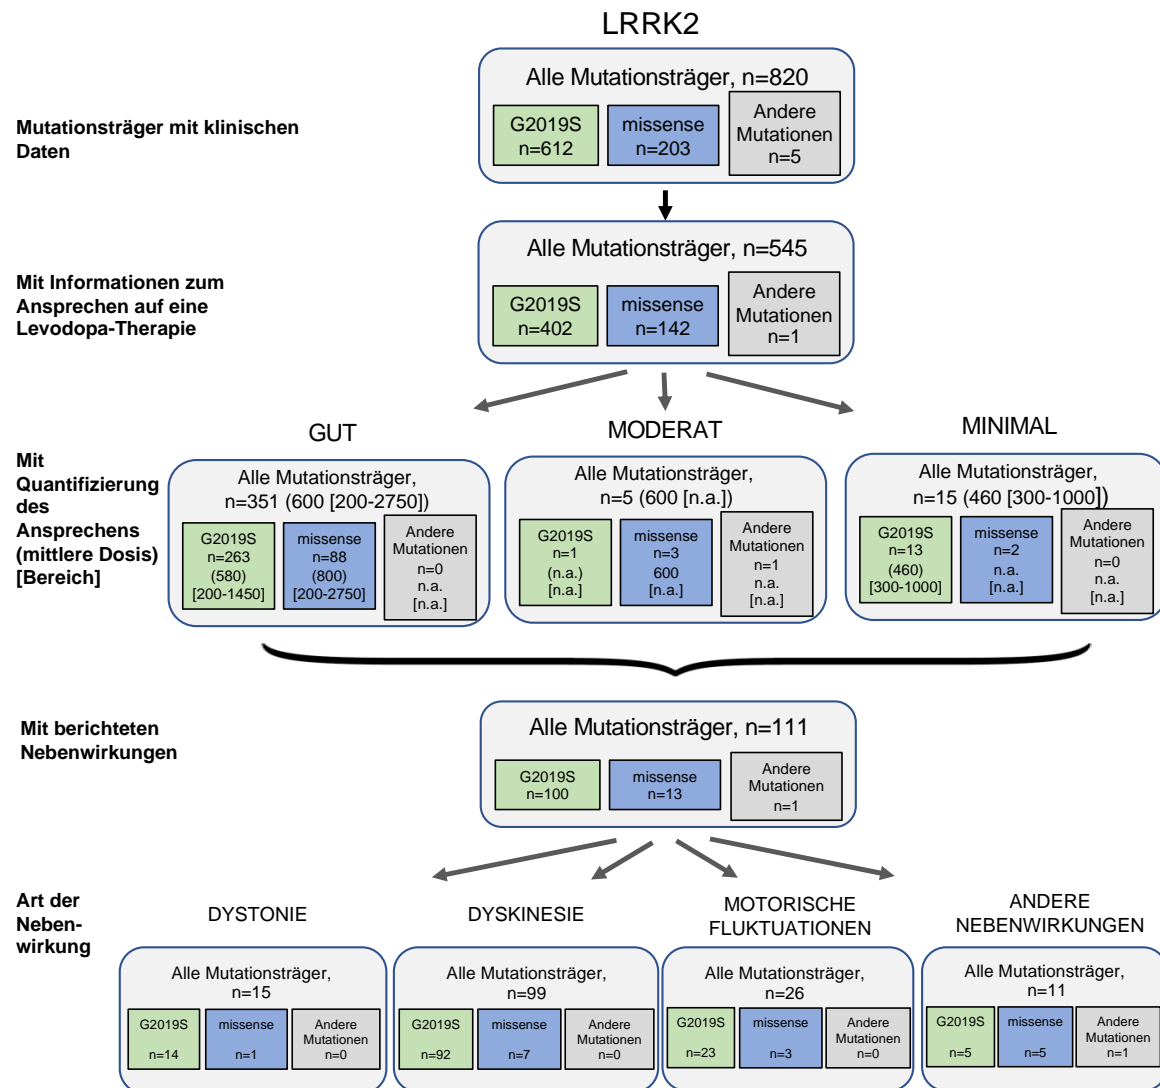 LRRK2
Mutationsträger mit klinischen
Daten
Alle Mutationsträger, n=820
G2019S
n=612
missense
n=203
Andere
Mutationen
n=5
Mit Informationen zum
Ansprechen auf eine
Levodopa-Therapie
Alle Mutationsträger, n=545
G2019S
n=402
missense
n=142
Andere
Mutationen
n=1
Mit
Quantifizierung
des
Ansprechens
(mittlere Dosis)
[Bereich]
GUT
Alle Mutationsträger,
n=351 (600 [200-2750])
G2019S
n=263
(580)
[200-1450]
missense
n=88
(800)
[200-2750]
Andere
Mutationen
n=0
n.a.
[n.a.]
MODERAT
Alle Mutationsträger,
n=5 (600 [n.a.])
G2019S
n=1
(n.a.)
[n.a.]
missense
n=3
600
[n.a.]
Andere
Mutationen
n=1
n.a.
[n.a.]
MINIMAL
Alle Mutationsträger,
n=15 (460 [300-1000])
G2019S
n=13
(460)
[300-1000]
missense
n=2
n.a.
[n.a.]
Andere
Mutationen
n=0
n.a.
[n.a.]
Mit berichteten
Nebenwirkungen
Alle Mutationsträger, n=111
G2019S
n=100
missense
n=13
Andere
Mutationen
n=1
Art der
Neben-
wirkung
DYSTONIE
Alle Mutationsträger,
n=15
G2019S
n=14
missense
n=1
Andere
Mutationen
n=0
DYSKINESIE
Alle Mutationsträger,
n=99
G2019S
n=92
missense
n=7
Andere
Mutationen
n=0
MOTORISCHE
FLUKTUATIONEN
Alle Mutationsträger,
n=26
G2019S
n=23
missense
n=3
Andere
Mutationen
n=0
ANDERE
NEBENWIRKUNGEN
Alle Mutationsträger,
n=11
G2019S
n=5
missense
n=5
Andere
Mutationen
n=1